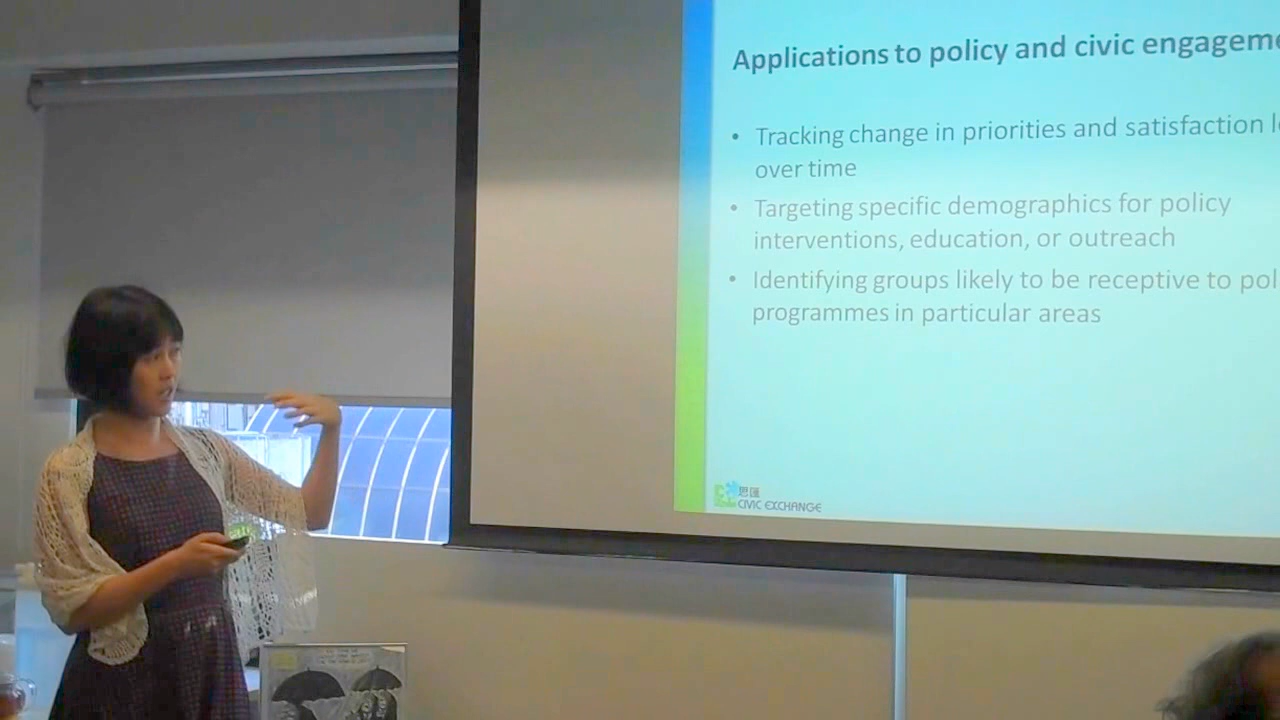 Applications to policy and civic engageme
• Tracking change in priorities and satisfaction l
over time
• Targeting specific demographics for policy
interventions, education, or outreach
• Identifying groups likely to be receptive to pol
programmes in particular areas
思匯
CIVIC EXCHANGE